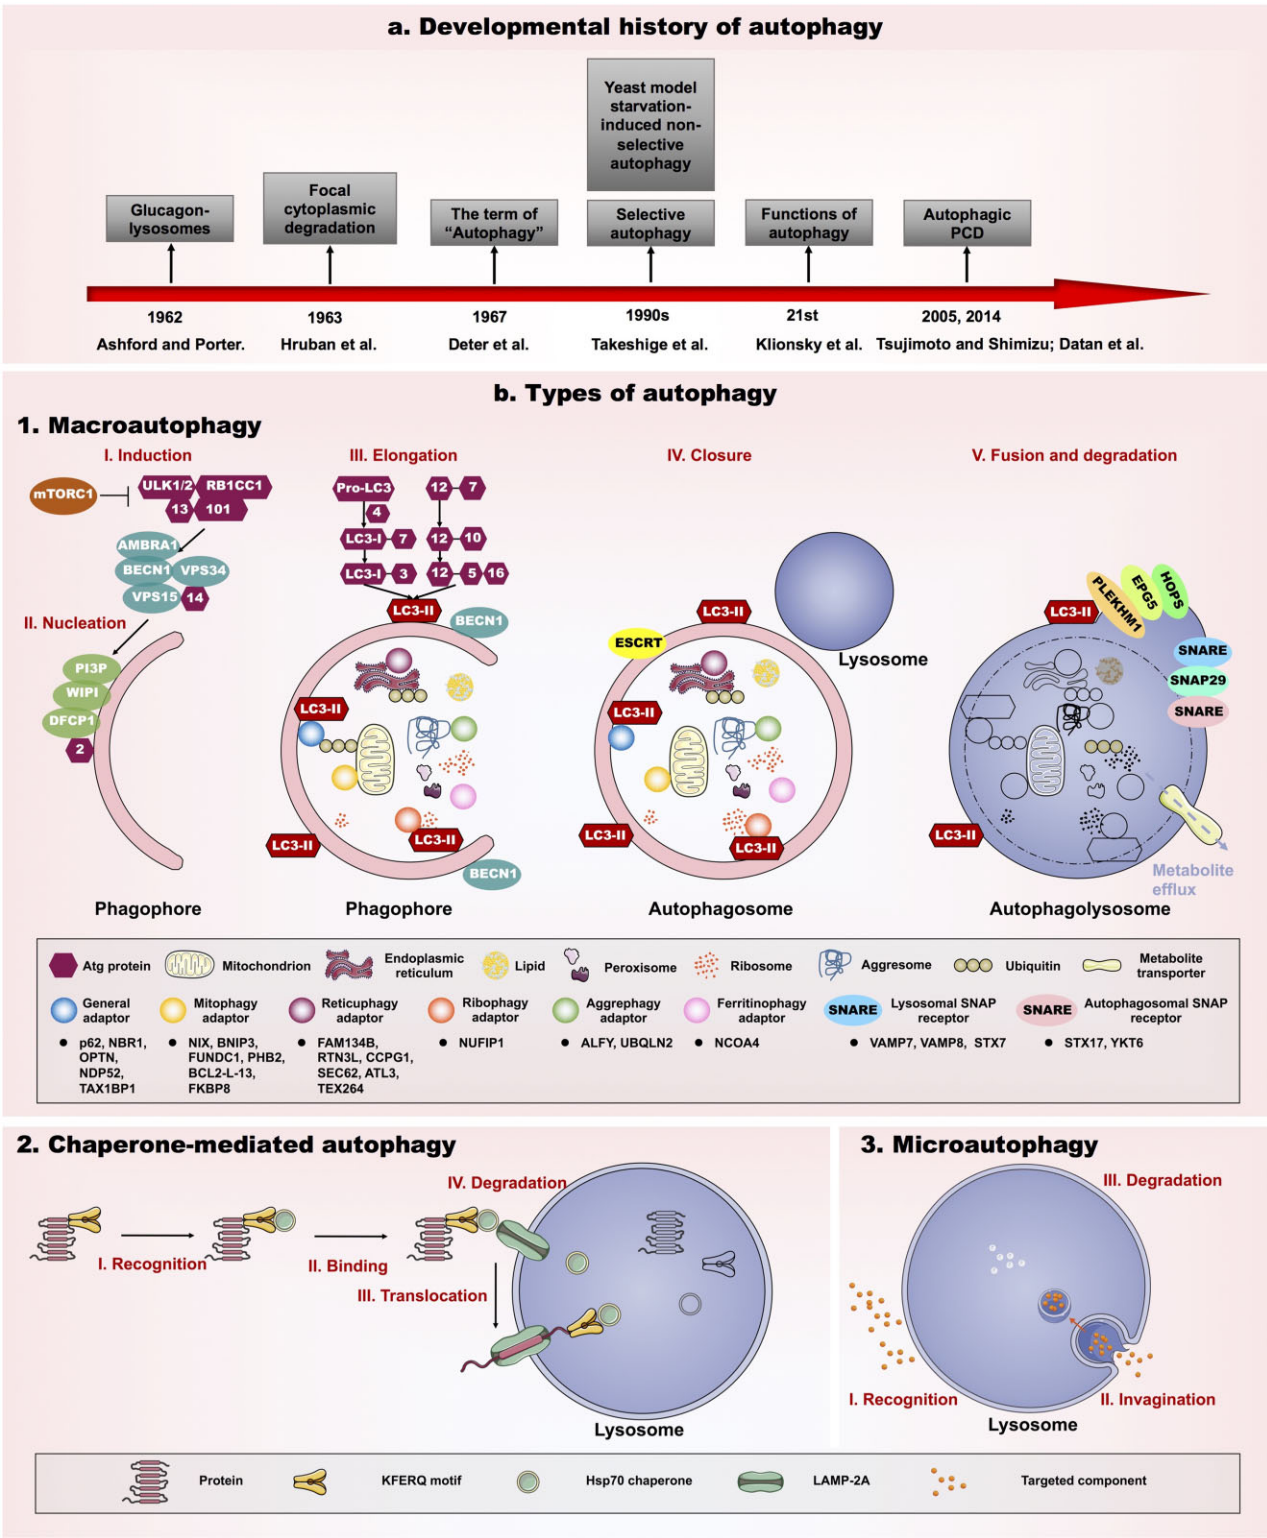 a. Developmental history of autophagy
Yeast model
starvation-
induced non-
selective
autophagy
Glucagon-
lysosomes
Focal
cytoplasmic
degradation
The term of
“Autophagy”
Selective
autophagy
Functions of
autophagy
Autophagic
PCD
1962
1963
1967
1990s
21st
2005, 2014
Ashford and Porter.
Hruban et al.
Deter et al.
Takeshige et al.
Klionsky et al.
Tsujimoto and Shimizu; Datan et al.
b. Types of autophagy
1. Macroautophagy
I. Induction
mTORC1
ULK1/2
RB1CC1
13
101
AMBRA1
BECN1
VPS34
VPS15
14
II. Nucleation
PI3P
WIPI
DFCP1
2
Phagophore
III. Elongation
Pro-LC3
4
LC3-I
7
LC3-I
3
12
7
12
10
12
5
16
LC3-II
BECN1
LC3-II
LC3-II
LC3-II
BECN1
Phagophore
IV. Closure
LC3-II
ESCRT
Lysosome
LC3-II
LC3-II
LC3-II
Autophagosome
V. Fusion and degradation
LC3-II
PLEKHM1
EPG5
HOPS
SNARE
SNAP29
SNARE
LC3-II
Metabolite
efflux
Autophagolysosome
Atg protein
Mitochondrion
Endoplasmic
reticulum
Lipid
Peroxisome
Ribosome
Aggresome
Ubiquitin
Metabolite
transporter
General
adaptor
Mitophagy
adaptor
Reticuphagy
adaptor
Ribophagy
adaptor
Aggrephagy
adaptor
Ferritinophagy
adaptor
SNARE
Lysosomal SNAP
receptor
SNARE
Autophagosomal SNAP
receptor
● p62, NBR1,
OPTN,
NDP52,
TAX1BP1
● NIX, BNIP3,
FUNDC1, PHB2,
BCL2-L-13,
FKBP8
● FAM134B,
RTN3L, CCPG1,
SEC62, ATL3,
TEX264
● NUFIP1
● ALFY, UBQLN2
● NCOA4
● VAMP7, VAMP8, STX7
● STX17, YKT6
2. Chaperone-mediated autophagy
IV. Degradation
I. Recognition
II. Binding
III. Translocation
Lysosome
3. Microautophagy
III. Degradation
I. Recognition
II. Invagination
Lysosome
Protein
KFERQ motif
Hsp70 chaperone
LAMP-2A
Targeted component